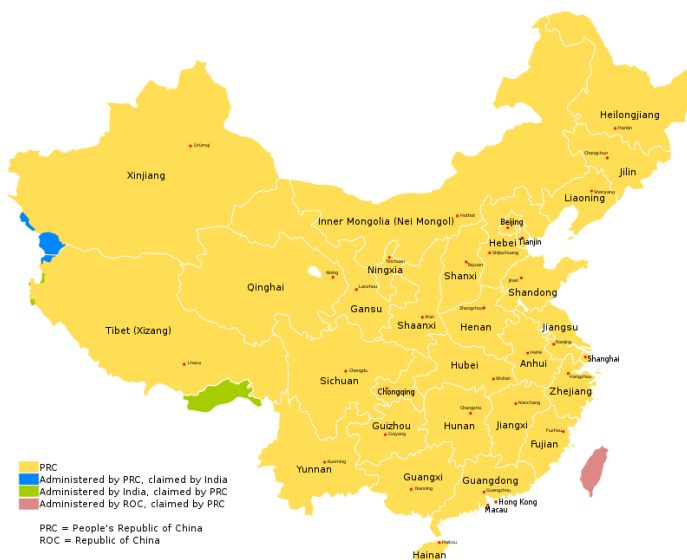 Heilongjiang
Harbin
Changchun
Jilin
Ürümqi
Xinjiang
Shenyang
Liaoning
Hohhot
Inner Mongolia (Nei Mongol)
Beijing
Hebei
Tianjin
Shijiazhuang
Yinchuan
Ningxia
Taiyuan
Shanxi
Xining
Jinan
Qinghai
Lanzhou
Shandong
Gansu
Zhengzhou
Xi'an
Shaanxi
Henan
Jiangsu
Tibet (Xizang)
Nanjing
Hefei
Shanghai
Lhasa
Anhui
Hubei
Chengdu
Sichuan
Wuhan
Hangzhou
Zhejiang
Chongqing
Nanchang
Changsha
Guizhou
Hunan
Jiangxi
Guiyang
Fuzhou
Fujian
Kunming
Yunnan
Guangxi
Guangdong
Nanning
Guangzhou
Hong Kong
Macau
Haikou
Hainan
PRC
Administered by PRC, claimed by India
Administered by India, claimed by PRC
Administered by ROC, claimed by PRC
PRC = People's Republic of China
ROC = Republic of China